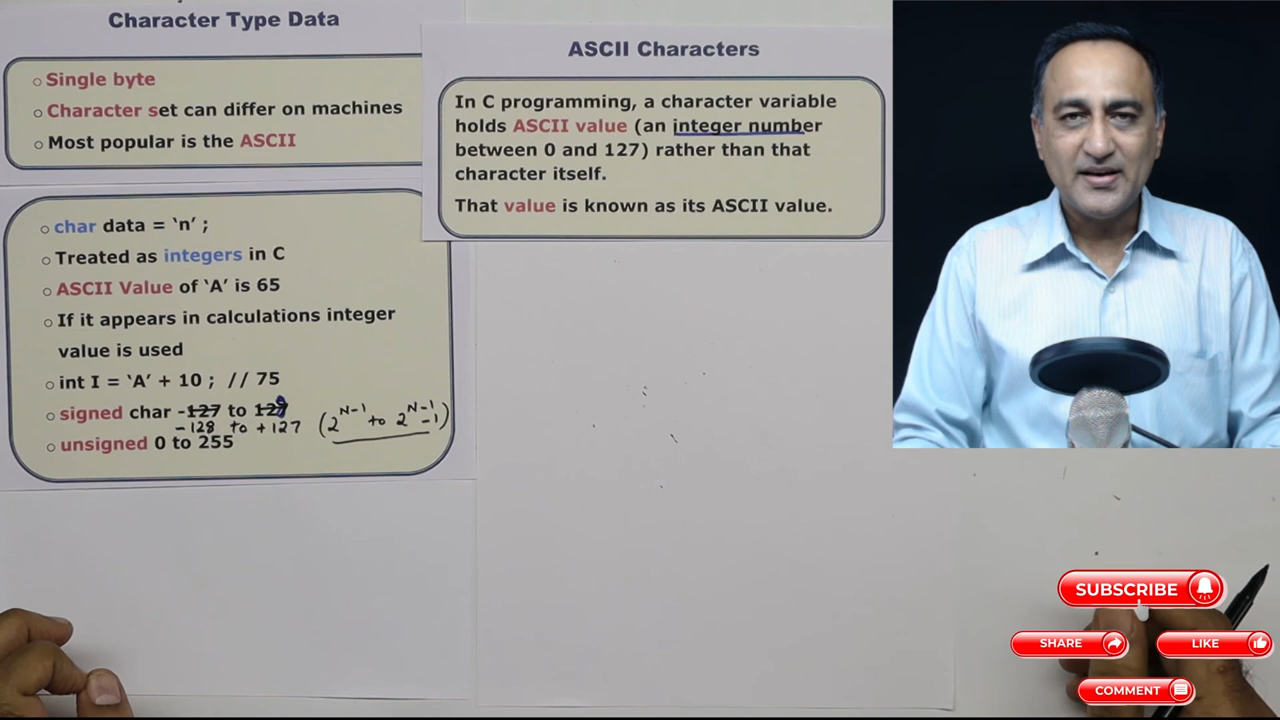 Character Type Data
Single byte
Character set can differ on machines
Most popular is the ASCII
char data = ‘n’ ;
Treated as integers in C
ASCII Value of ‘A’ is 65
If it appears in calculations integer
value is used
int I = ‘A’ + 10 ; // 75
signed char -127 to 127
-128 to +127 (2^N-1 to 2^N-1 -1)
unsigned 0 to 255
ASCII Characters
In C programming, a character variable
holds ASCII value (an integer number
between 0 and 127) rather than that
character itself.
That value is known as its ASCII value.
SUBSCRIBE
SHARE
LIKE
COMMENT